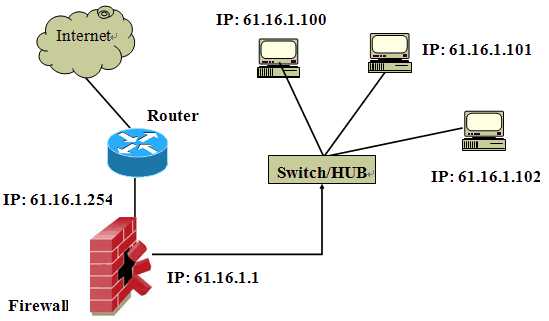 IP: 61.16.1.100
Internet
IP: 61.16.1.101
Router
Switch/HUB
IP: 61.16.1.102
IP: 61.16.1.254
IP: 61.16.1.1
Firewall